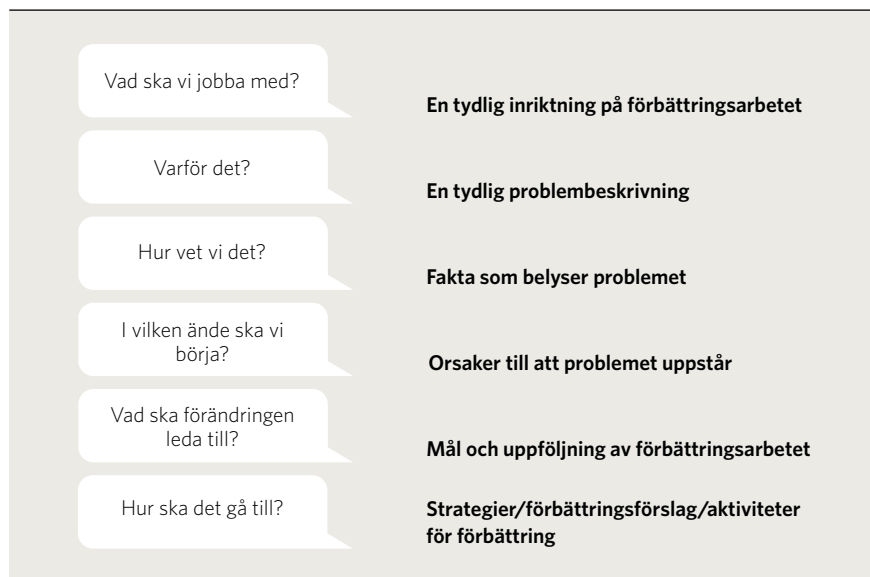 Vad ska vi jobba med?
En tydlig inriktning på förbättringsarbetet
Varför det?
En tydlig problembeskrivning
Hur vet vi det?
Fakta som belyser problemet
I vilken ände ska vi
börja?
Orsaker till att problemet uppstår
Vad ska förändringen
leda till?
Mål och uppföljning av förbättringsarbetet
Hur ska det gå till?
Strategier/förbättringsförslag/aktiviteter
för förbättring